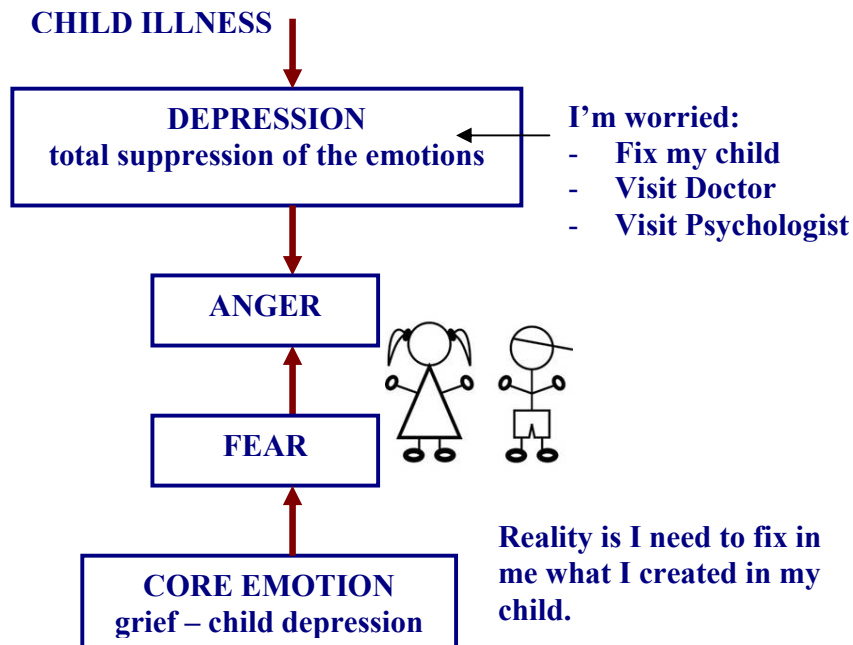 CHILD ILLNESS
DEPRESSION
total suppression of the emotions
I’m worried:
- Fix my child
- Visit Doctor
- Visit Psychologist
ANGER
FEAR
CORE EMOTION
grief – child depression
Reality is I need to fix in
me what I created in my
child.